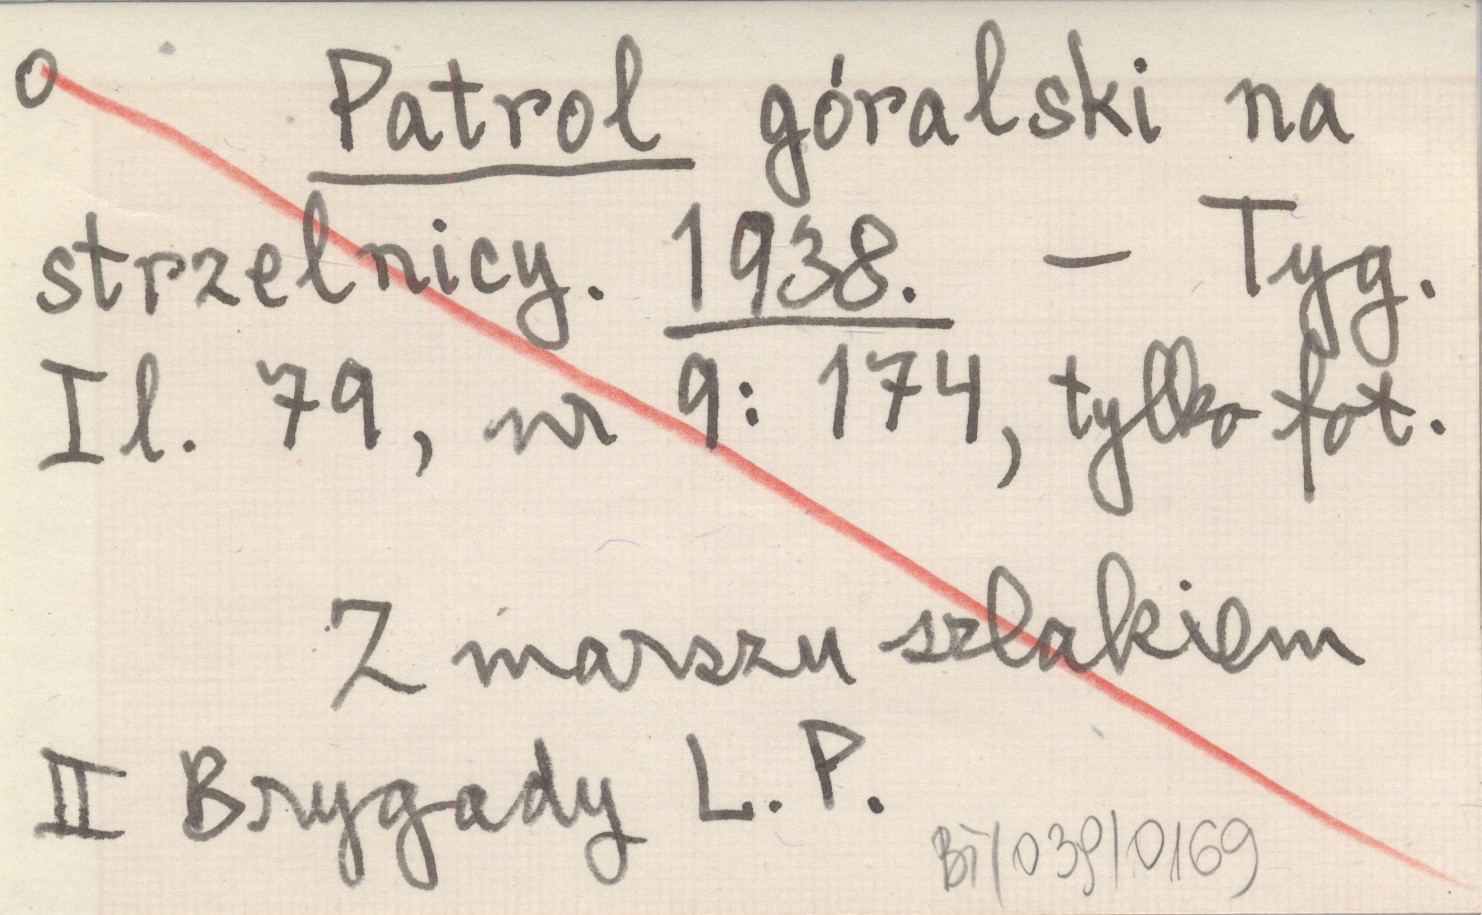 O Patrol góralski na
strzelnicy. 1938. – Tyg.
Il. 79, nr 9: 174, tylko fot.
Z marszu szlakiem
II Brygady L. P.
BŤ/039/0169